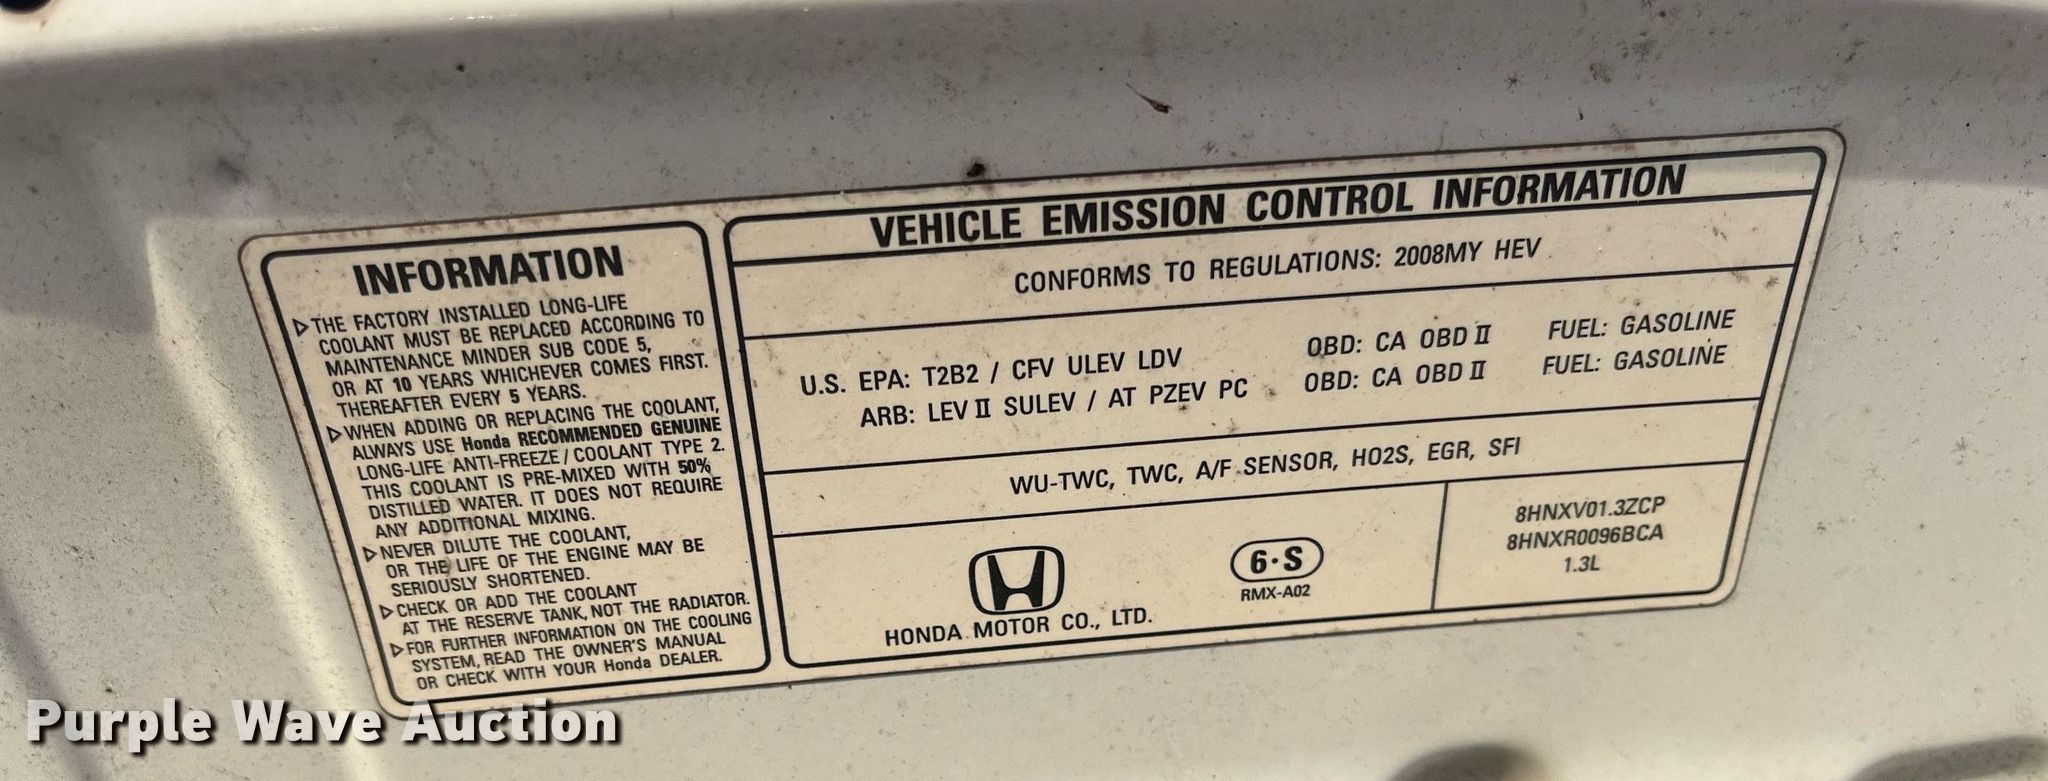 INFORMATION
▷THE FACTORY INSTALLED LONG-LIFE
COOLANT MUST BE REPLACED ACCORDING TO
MAINTENANCE MINDER SUB CODE 5,
OR AT 10 YEARS WHICHEVER COMES FIRST.
THEREAFTER EVERY 5 YEARS.
▷WHEN ADDING OR REPLACING THE COOLANT,
ALWAYS USE Honda RECOMMENDED GENUINE
LONG-LIFE ANTI-FREEZE/COOLANT TYPE 2.
THIS COOLANT IS PRE-MIXED WITH 50%
DISTILLED WATER. IT DOES NOT REQUIRE
ANY ADDITIONAL MIXING.
▷NEVER DILUTE THE COOLANT,
OR THE LIFE OF THE ENGINE MAY BE
SERIOUSLY SHORTENED.
▷CHECK OR ADD THE COOLANT
AT THE RESERVE TANK, NOT THE RADIATOR.
▷FOR FURTHER INFORMATION ON THE COOLING
SYSTEM, READ THE OWNER'S MANUAL
OR CHECK WITH YOUR Honda DEALER.
VEHICLE EMISSION CONTROL INFORMATION
CONFORMS TO REGULATIONS: 2008MY HEV
U.S. EPA: T2B2 / CFV ULEV LDV OBD: CA OBD II FUEL: GASOLINE
ARB: LEV II SULEV / AT PZEV PC OBD: CA OBD II FUEL: GASOLINE
WU-TWC, TWC, A/F SENSOR, HO2S, EGR, SFI
HONDA MOTOR CO., LTD.
6·S
RMX-A02
8HNXV01.3ZCP
8HNXR0096BCA
1.3L
Purple Wave Auction